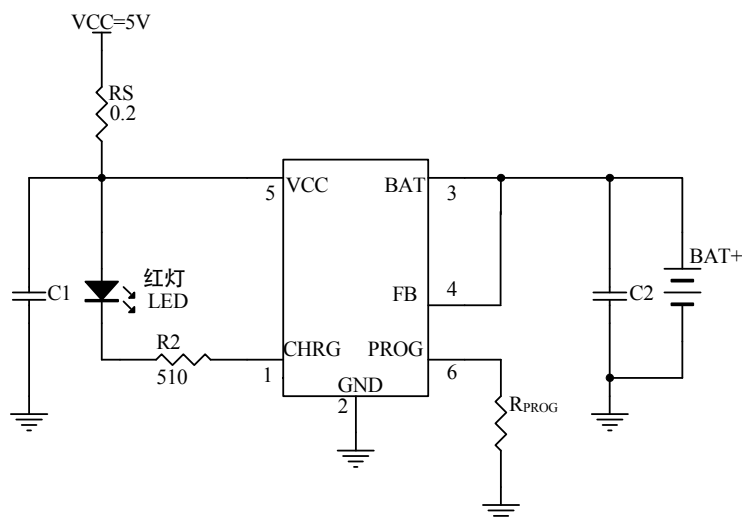 VCC=5V
RS
0.2
5
VCC
BAT
3
C1
红灯
LED
FB
4
C2
BAT+
R2
510
1
CHRG
PROG
6
GND
2
RPROG